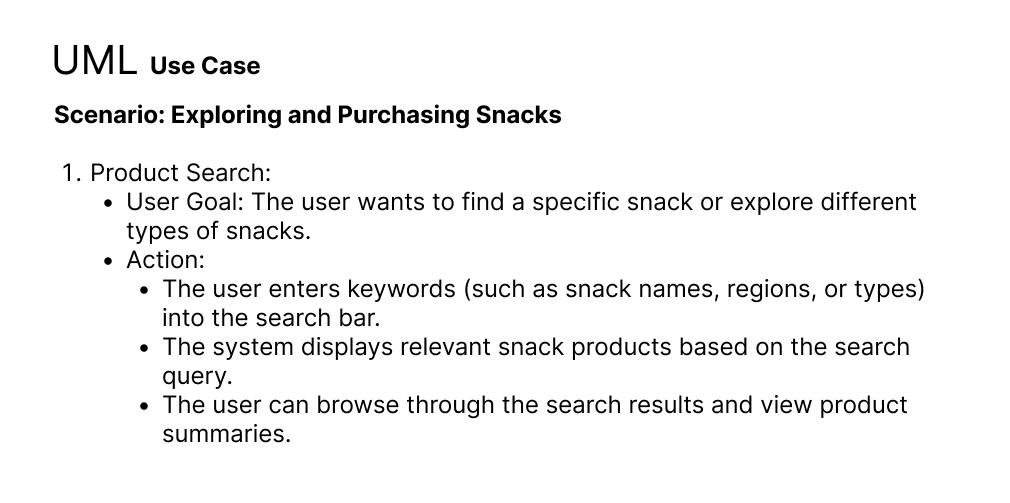 UML Use Case
Scenario: Exploring and Purchasing Snacks
1. Product Search:
• User Goal: The user wants to find a specific snack or explore different
types of snacks.
• Action:
• The user enters keywords (such as snack names, regions, or types)
into the search bar.
• The system displays relevant snack products based on the search
query.
• The user can browse through the search results and view product
summaries.